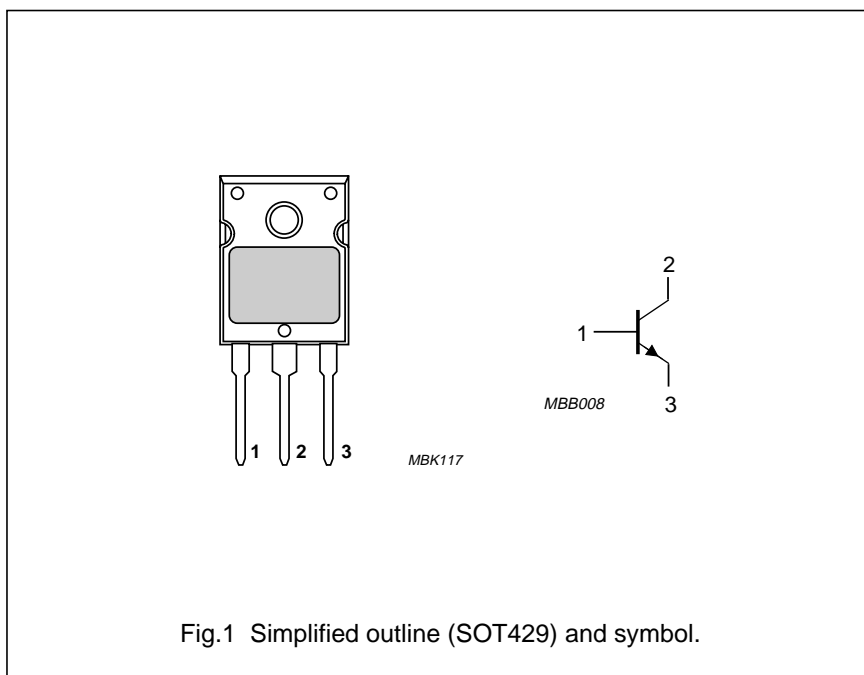 2
1
MBB008
3
1 2 3
MBK117
Fig.1 Simplified outline (SOT429) and symbol.